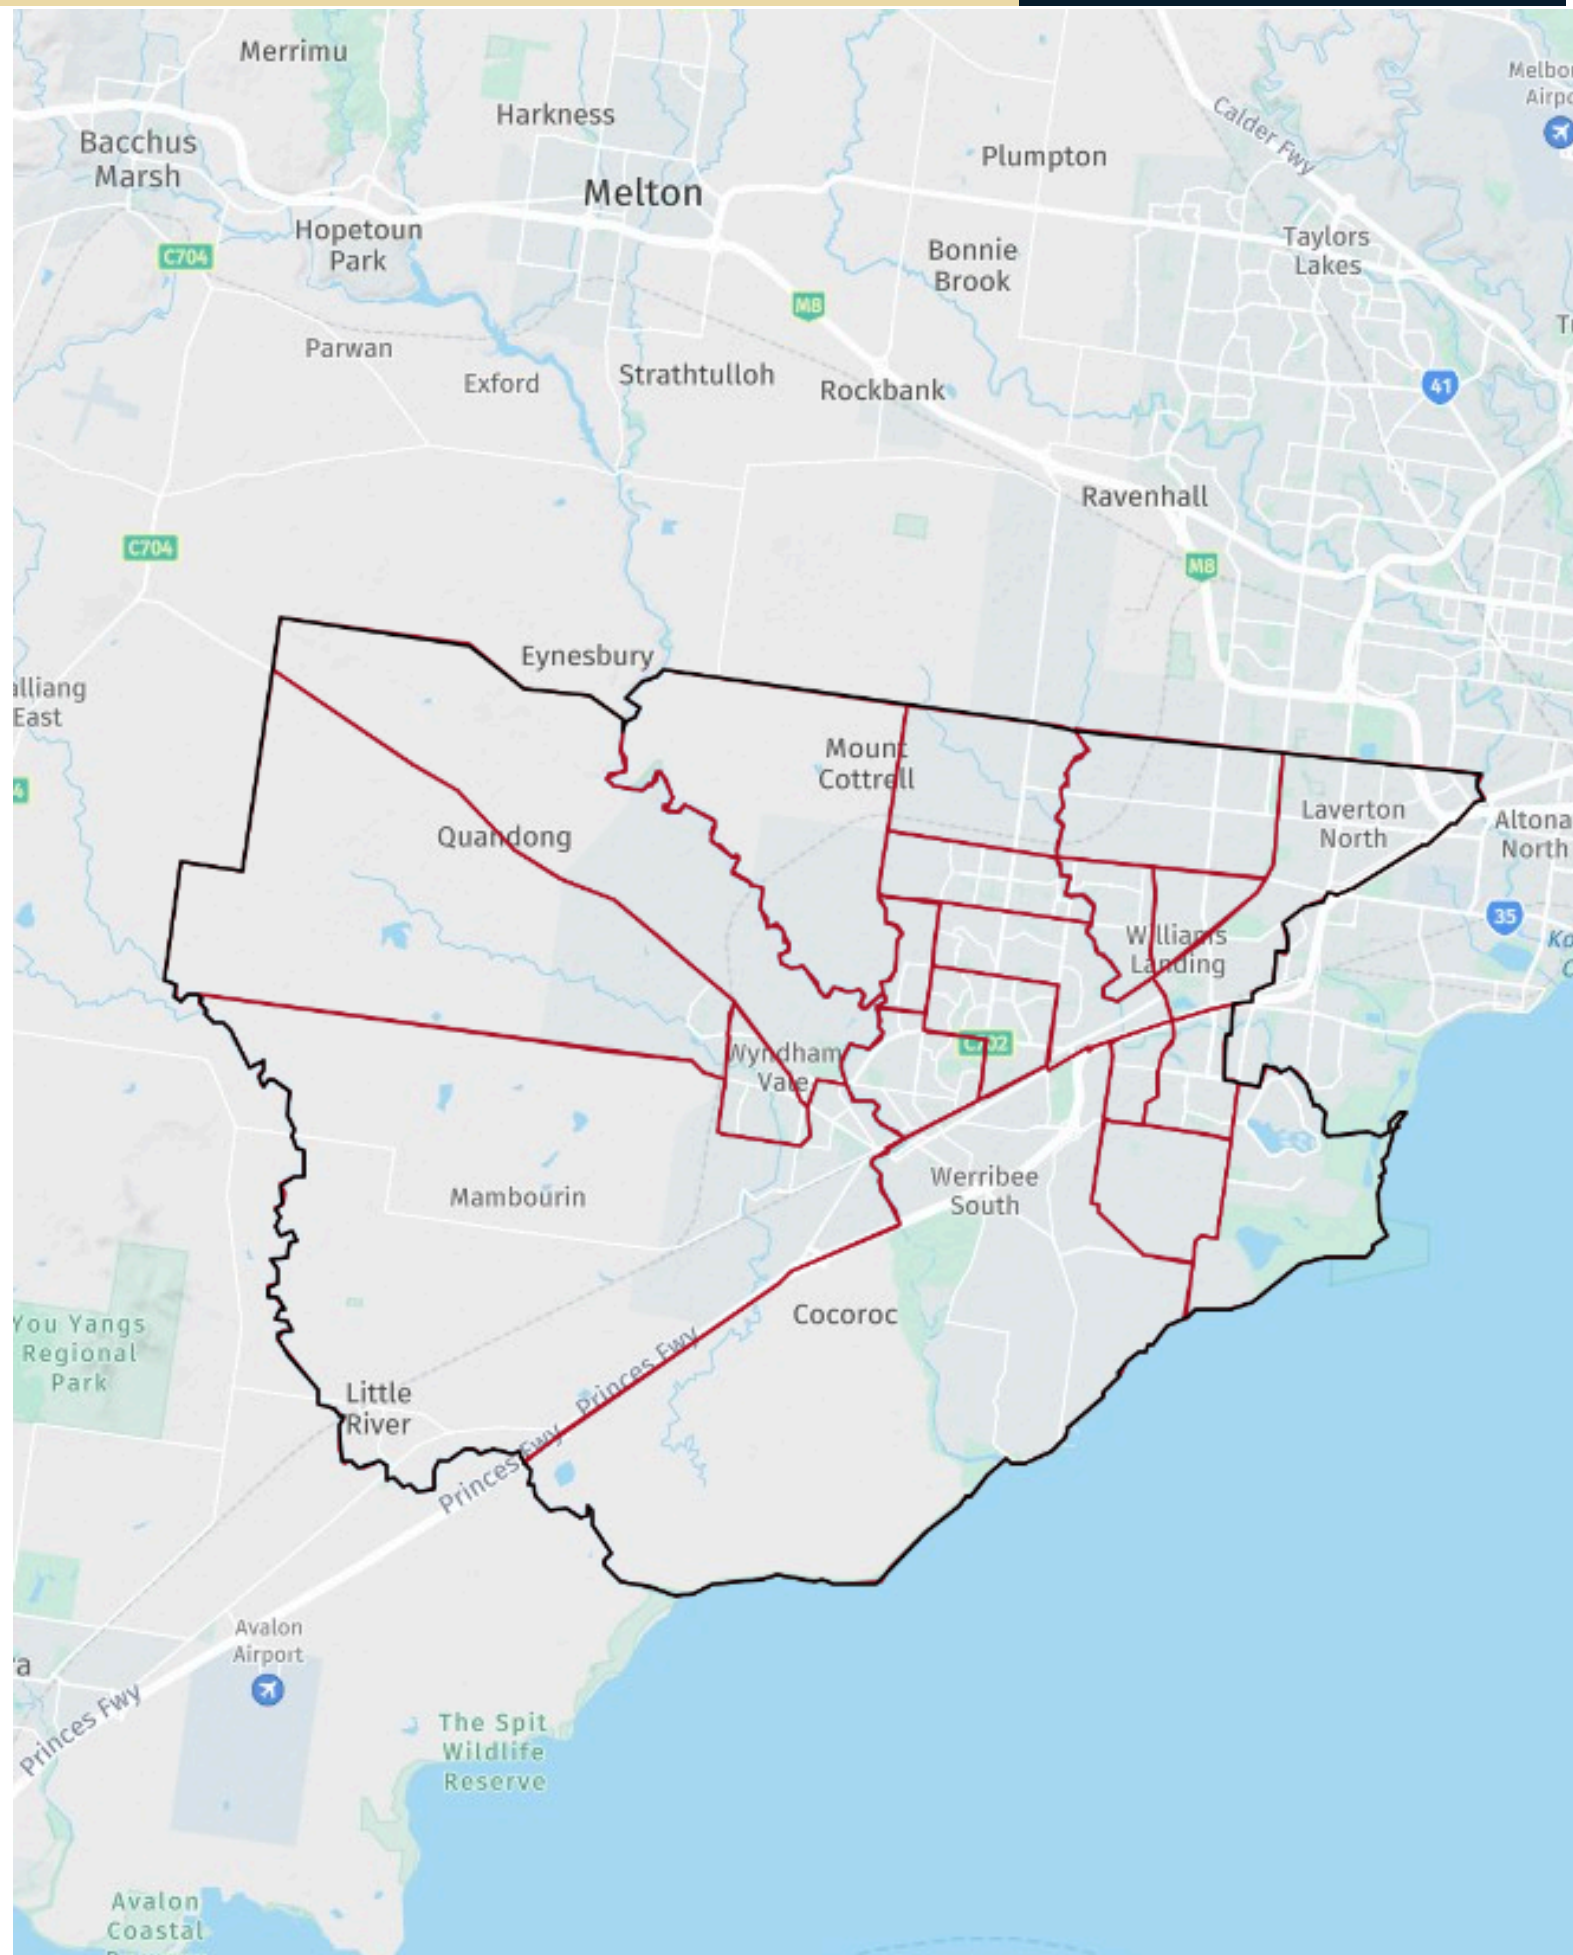 Merrimu
Melbo
Airpo
Harkness
Calder Fwy
Bacchus
Marsh
Plumpton
Melton
Hopetoun
Park
C704
Taylors
Lakes
Bonnie
Brook
M8
Parwan
Exford
Strathtulloh
Rockbank
41
Ravenhall
C704
M8
Eynesbury
alliang
East
Mount
Cottrell
4
Quandong
Laverton
North
Altona
North
35
Williams
Landing
Wyndham
Vale
Mambourin
Werribee
South
Cocoroc
You Yangs
Regional
Park
Princes Fwy
Little
River
Princes Fwy
Avalon
Airport
a
Princes Fwy
The Spit
Wildlife
Reserve
Avalon
Coastal